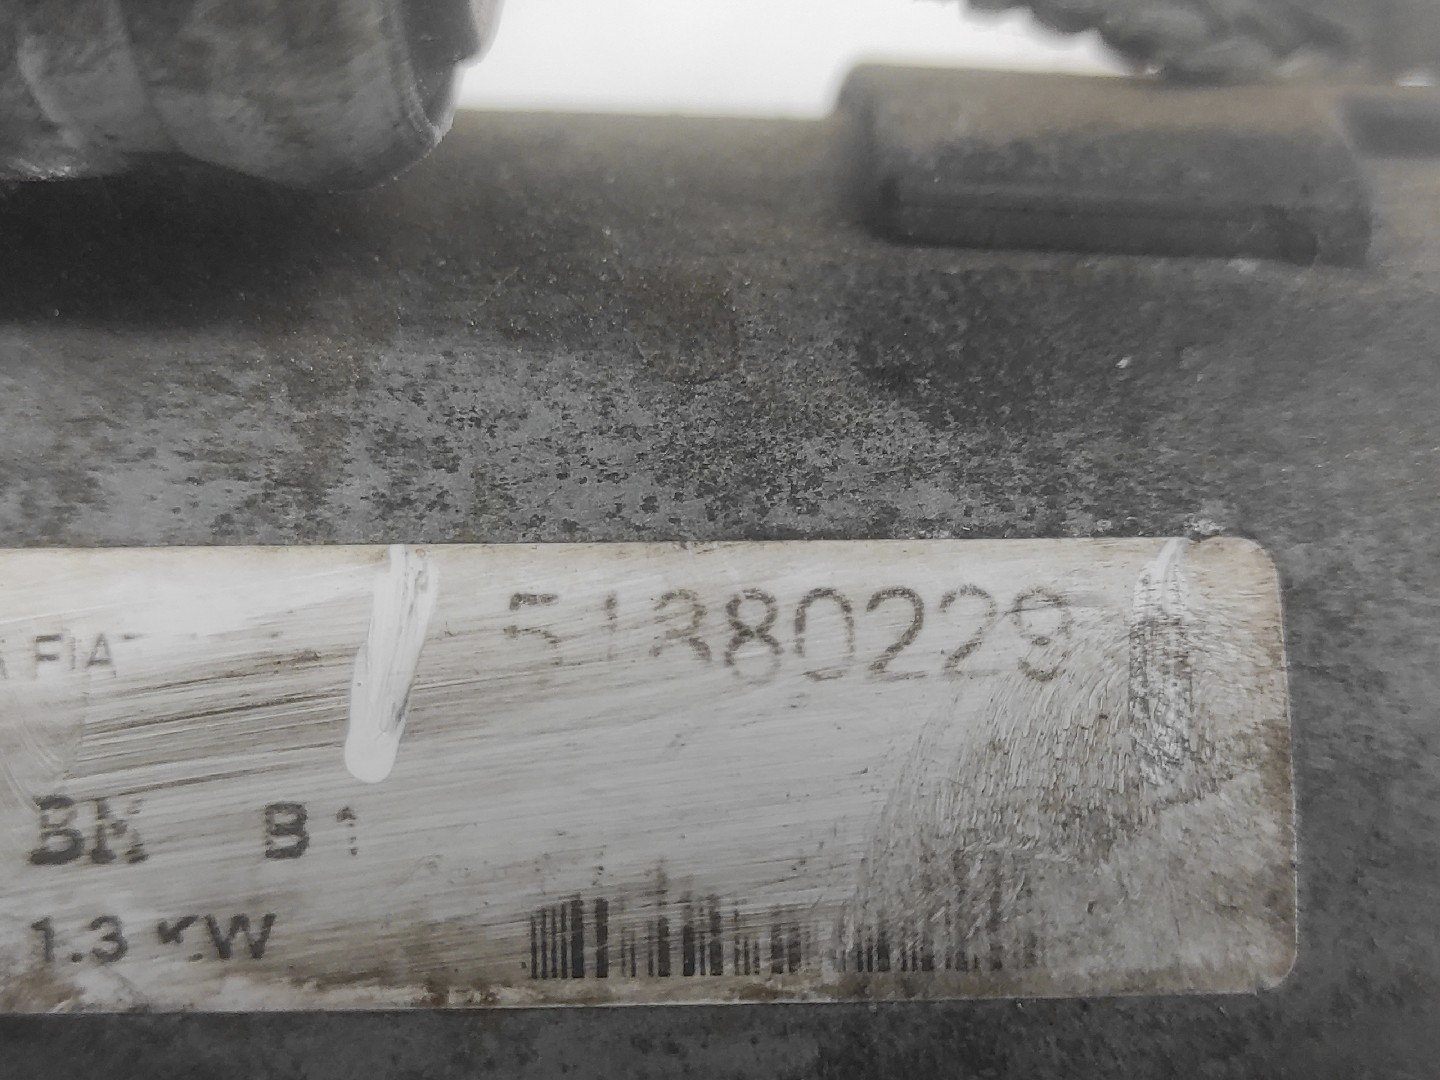 51380229
FIAT
BK B1
1.3 KW